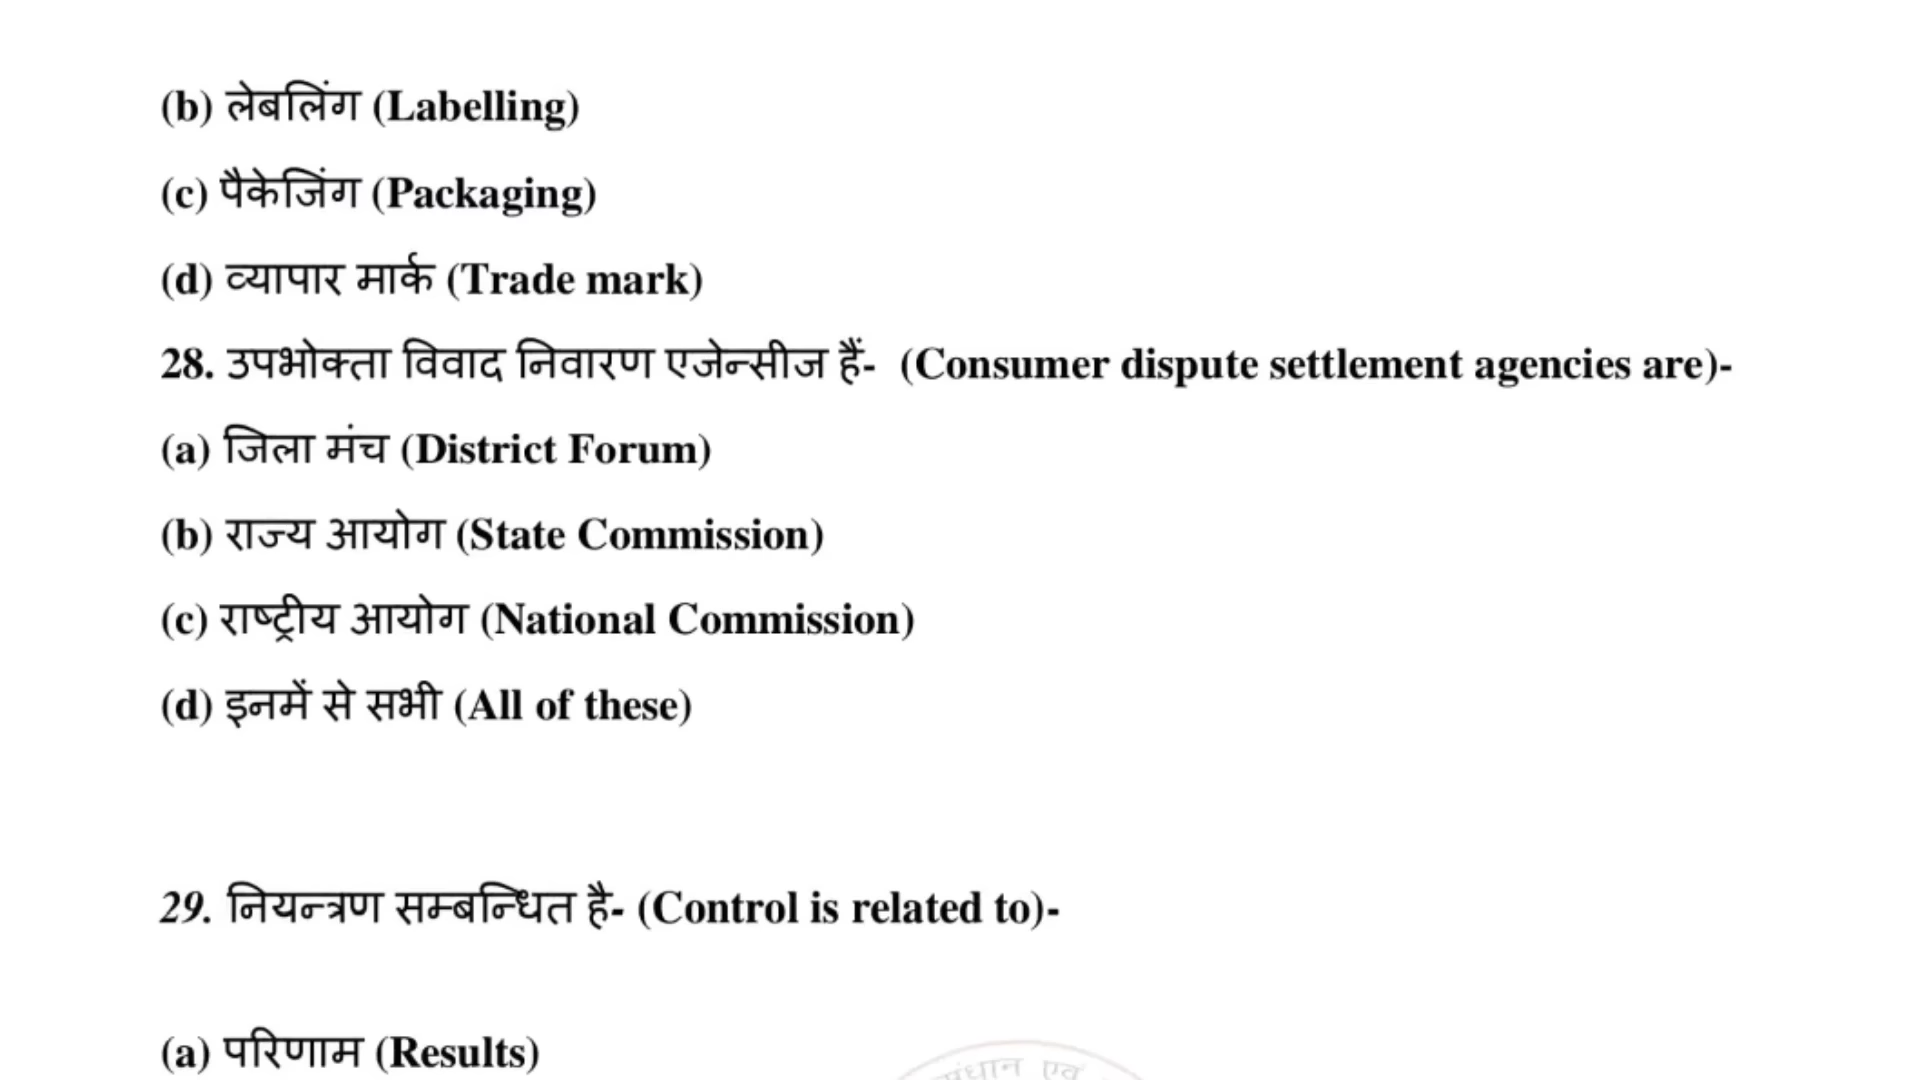 (b) लेबलिंग (Labelling)
(c) पैकेजिंग (Packaging)
(d) व्यापार मार्क (Trade mark)
28. उपभोक्ता विवाद निवारण एजेन्सीज हैं- (Consumer dispute settlement agencies are)-
(a) जिला मंच (District Forum)
(b) राज्य आयोग (State Commission)
(c) राष्ट्रीय आयोग (National Commission)
(d) इनमें से सभी (All of these)
29. नियन्त्रण सम्बन्धित है- (Control is related to)-
(a) परिणाम (Results)
एवं